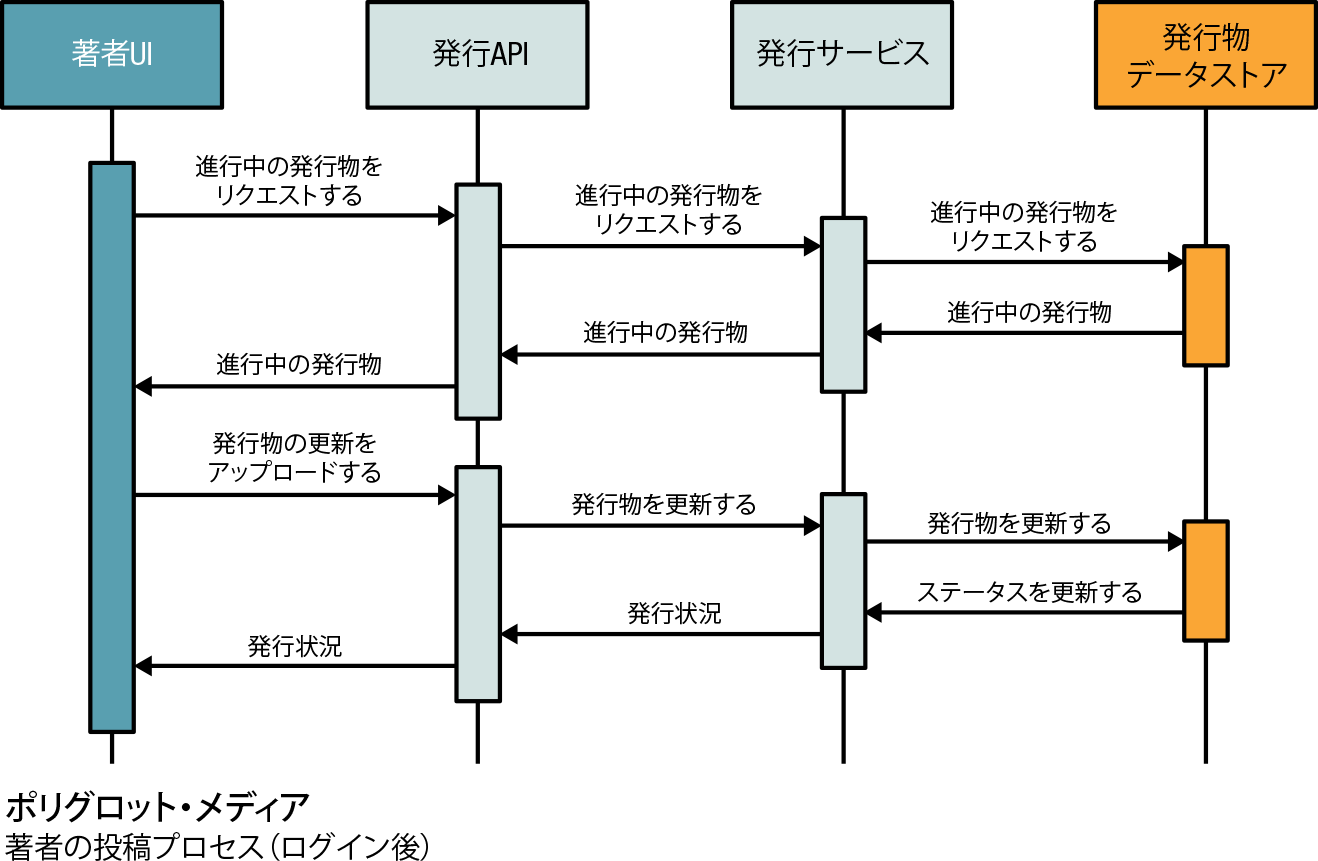 著者UI
発行API
発行サービス
発行物
データストア
進行中の発行物を
リクエストする
進行中の発行物を
リクエストする
進行中の発行物を
リクエストする
進行中の発行物
進行中の発行物
進行中の発行物
発行物の更新を
アップロードする
発行物を更新する
発行物を更新する
ステータスを更新する
発行状況
発行状況
ポリグロット・メディア
著者の投稿プロセス（ログイン後）